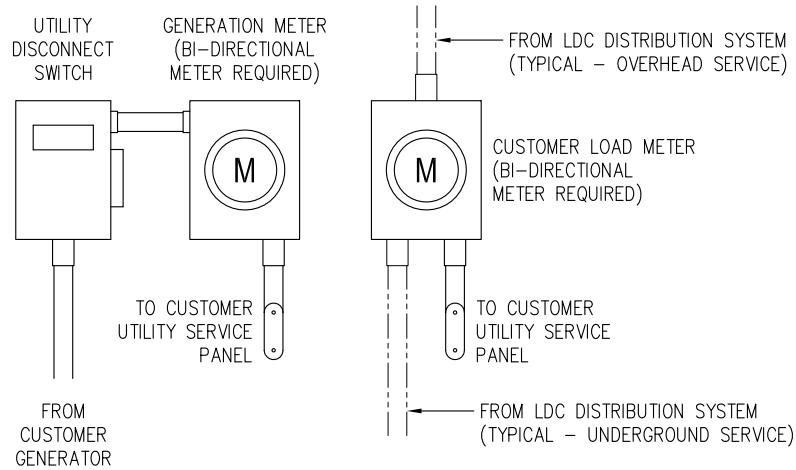 UTILITY
DISCONNECT
SWITCH
GENERATION METER
(BI-DIRECTIONAL
METER REQUIRED)
FROM LDC DISTRIBUTION SYSTEM
(TYPICAL - OVERHEAD SERVICE)
M
M
CUSTOMER LOAD METER
(BI-DIRECTIONAL
METER REQUIRED)
TO CUSTOMER
UTILITY SERVICE
PANEL
TO CUSTOMER
UTILITY SERVICE
PANEL
FROM
CUSTOMER
GENERATOR
FROM LDC DISTRIBUTION SYSTEM
(TYPICAL - UNDERGROUND SERVICE)